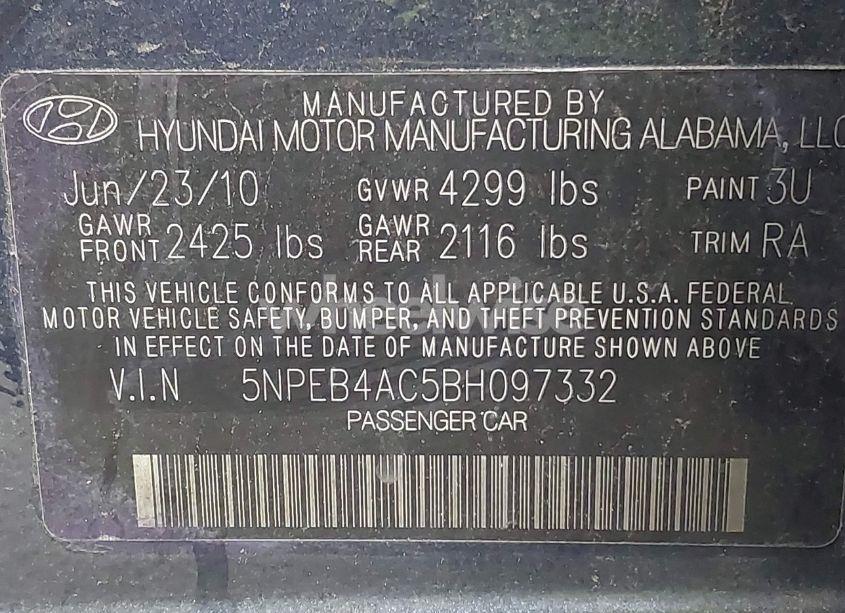 MANUFACTURED BY
HYUNDAI MOTOR MANUFACTURING ALABAMA, LLC
Jun/23/10 GVWR 4299 lbs PAINT 3U
GAWR FRONT 2425 lbs GAWR REAR 2116 lbs TRIM RA
THIS VEHICLE CONFORMS TO ALL APPLICABLE U.S.A. FEDERAL
MOTOR VEHICLE SAFETY, BUMPER, AND THEFT PREVENTION STANDARDS
IN EFFECT ON THE DATE OF MANUFACTURE SHOWN ABOVE
V.I.N 5NPEB4AC5BH097332
PASSENGER CAR